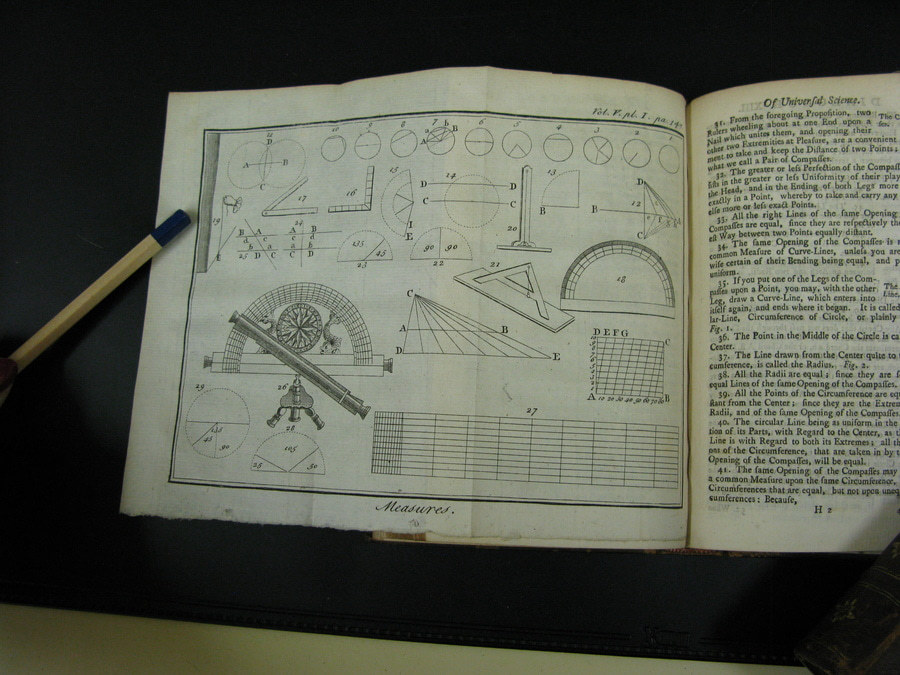 Vol. V. pl. I. pa. 140
11
10
9
8
7
6
5
4
3
2
1
D
A
B
C
a
b
B
A
17
16
15
I
E
D
14
D
C
C
13
B
20
D
B
12
C
19
24
B
A
A
B
25
D
C
C
D
135
45
23
90
90
22
21
18
C
A
B
D
E
D E F G
C
A 10 20 30 40 50 60 70 80 B
26
29
135
45
90
28
105
25
50
27
Measures.
Of Universal Science.
31. From the foregoing Proposition, two
Rulers wheeling about at one End upon a
Nail which unites them, and opening their
other two Extremities at Pleasure, are a convenient
ment to take and keep the Distance of two Points;
what we call a Pair of Compasses.
32. The greater or less Perfection of the Compass
sists in the greater or less Uniformity of their play
the Head, and in the Ending of both Legs more
exactly in a Point, whereby to take and carry any
else more or less exact Points.
33. All the right Lines of the same Opening
Compasses are equal, since they are respectively the
ed Way between two Points equally distant.
34. The same Opening of the Compasses is
common Measure of Curve-Lines, unless you are
wise certain of their Bending being equal, and
uniform.
35. If you put one of the Legs of the Com-
passes upon a Point, you may, with the other
Leg, draw a Curve-Line, which enters into
itself again, and ends where it began. It is called
lar-Line, Circumference of Circle, or plainly
Fig. 1.
36. The Point in the Middle of the Circle is ca
Center.
37. The Line drawn from the Center quite to
cumference, is called the Radius. Fig. 2.
38. All the Radii are equal; since they are
equal Lines of the same Opening of the Compasses.
39. All the Points of the Circumference are equ
stant from the Center; since they are the Extrem
Radii, and of the same Opening of the Compasses.
40. The circular Line being as uniform in the
tion of its Parts, with Regard to the Center, as
Line is with Regard to both its Extremes; all
ons of the Circumference, that are taken in by
Opening of the Compasses, will be equal.
41. The same Opening of the Compasses may
a common Measure upon the same Circumference,
Circumferences that are equal, but not upon uneq
cumferences: Because,
H 2